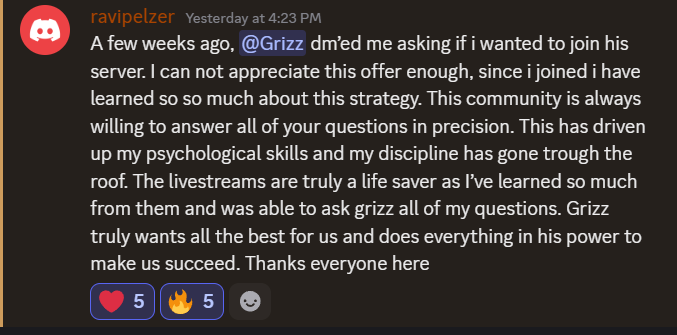 ravipelzer Yesterday at 4:23 PM
A few weeks ago, @Grizz dm'ed me asking if i wanted to join his
server. I can not appreciate this offer enough, since i joined i have
learned so so much about this strategy. This community is always
willing to answer all of your questions in precision. This has driven
up my psychological skills and my discipline has gone trough the
roof. The livestreams are truly a life saver as I've learned so much
from them and was able to ask grizz all of my questions. Grizz
truly wants all the best for us and does everything in his power to
make us succeed. Thanks everyone here
5 5